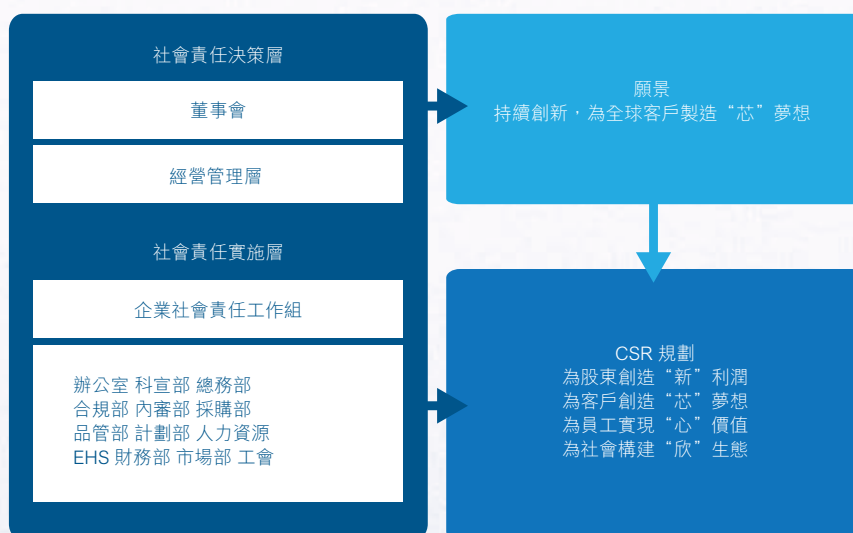 社會責任決策層
董事會
經營管理層
社會責任實施層
企業社會責任工作組
辦公室 科宣部 總務部
合規部 內審部 採購部
品管部 計劃部 人力資源
EHS 財務部 市場部 工會
願景
持續創新，為全球客戶製造“芯”夢想
CSR 規劃
為股東創造“新”利潤
為客戶創造“芯”夢想
為員工實現“心”價值
為社會構建“欣”生態